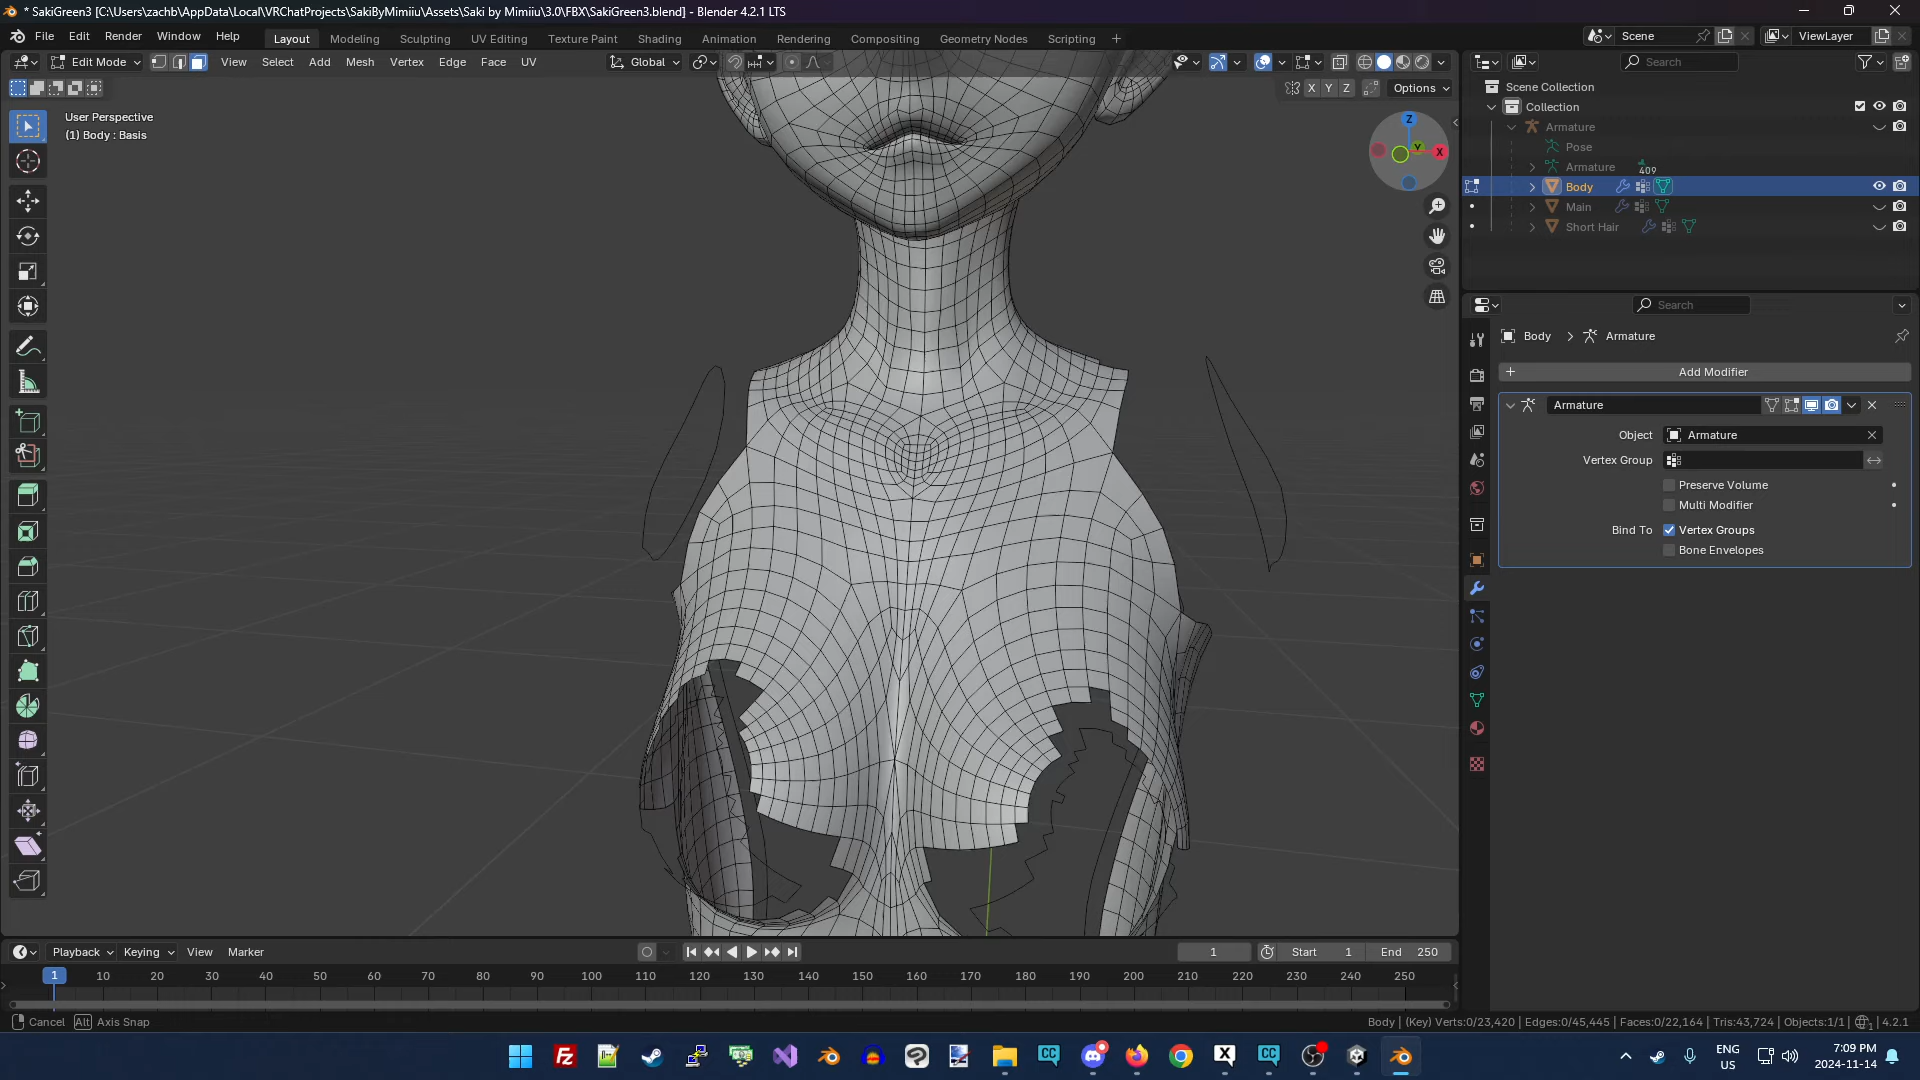 * SakiGreen3 [C:\Users\zachb\AppData\Local\VRChatProjects\SakiByMimiiu\Assets\Saki by Mimiiu\3.0\FBX\SakiGreen3.blend] - Blender 4.2.1 LTS
File Edit Render Window Help
Layout Modeling Sculpting UV Editing Texture Paint Shading Animation Rendering Compositing Geometry Nodes Scripting +
Scene ViewLayer
Edit Mode View Select Add Mesh Vertex Edge Face UV Global
Search
X Y Z Options
User Perspective
(1) Body : Basis
Z
Y
X
Scene Collection
Collection
Armature
Pose
Armature 409
Body
Main
Short Hair
Search
Body > Armature
+ Add Modifier
Armature
Object Armature
Vertex Group
Preserve Volume
Multi Modifier
Bind To Vertex Groups
Bone Envelopes
Playback Keying View Marker
1 Start 1 End 250
1 10 20 30 40 50 60 70 80 90 100 110 120 130 140 150 160 170 180 190 200 210 220 230 240 250
Cancel Alt Axis Snap
Body | (Key) Verts:0/23,420 | Edges:0/45,445 | Faces:0/22,164 | Tris:43,724 | Objects:1/1 | 1 | 4.2.1
Fz
CC
X
CC
ENG
US
7:09 PM
2024-11-14